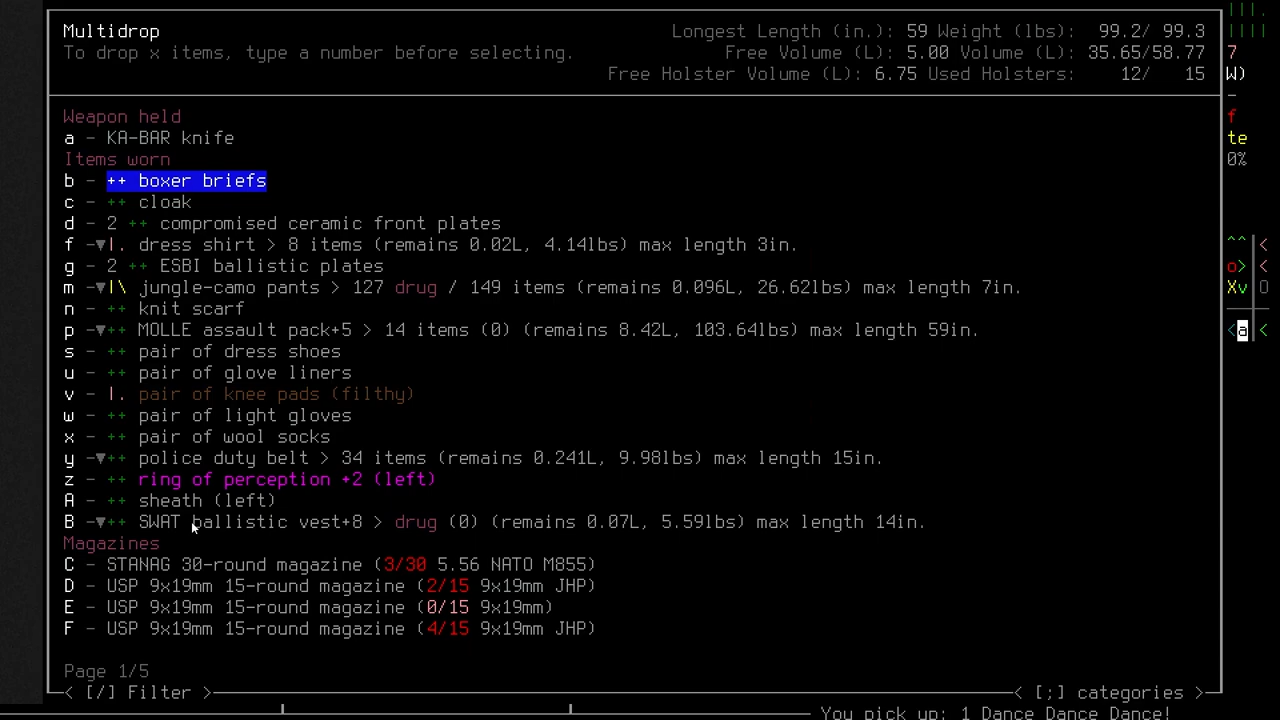 Multidrop Longest Length (in.): 59 Weight (lbs): 99.2/ 99.3
To drop x items, type a number before selecting. Free Volume (L): 5.00 Volume (L): 35.65/58.77
Free Holster Volume (L): 6.75 Used Holsters: 12/ 15
Weapon held
a - KA-BAR knife
Items worn
b - ++ boxer briefs
c - ++ cloak
d - 2 ++ compromised ceramic front plates
f -▼|. dress shirt > 8 items (remains 0.02L, 4.14lbs) max length 3in.
g - 2 ++ ESBI ballistic plates
m -▼|\ jungle-camo pants > 127 drug / 149 items (remains 0.096L, 26.62lbs) max length 7in.
n - ++ knit scarf
p -▼++ MOLLE assault pack+5 > 14 items (0) (remains 8.42L, 103.64lbs) max length 59in.
s - ++ pair of dress shoes
u - ++ pair of glove liners
v - |. pair of knee pads (filthy)
w - ++ pair of light gloves
x - ++ pair of wool socks
y -▼++ police duty belt > 34 items (remains 0.241L, 9.98lbs) max length 15in.
z - ++ ring of perception +2 (left)
A - ++ sheath (left)
B -▼++ SWAT ballistic vest+8 > drug (0) (remains 0.07L, 5.59lbs) max length 14in.
Magazines
C - STANAG 30-round magazine (3/30 5.56 NATO M855)
D - USP 9x19mm 15-round magazine (2/15 9x19mm JHP)
E - USP 9x19mm 15-round magazine (0/15 9x19mm)
F - USP 9x19mm 15-round magazine (4/15 9x19mm JHP)
Page 1/5
< [/] Filter > < [;] categories >
You pick up: 1 Dance Dance Dance!
7
W)
-
f
te
0%
^^ <
o> <
Xv O
<a <